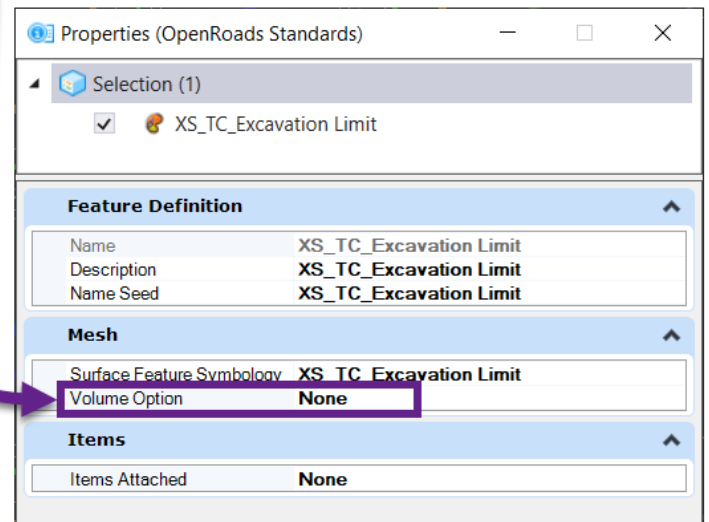 Properties (OpenRoads Standards)
Selection (1)
XS_TC_Excavation Limit
Feature Definition
Name XS_TC_Excavation Limit
Description XS_TC_Excavation Limit
Name Seed XS_TC_Excavation Limit
Mesh
Surface Feature Symbology XS_TC_Excavation Limit
Volume Option None
Items
Items Attached None